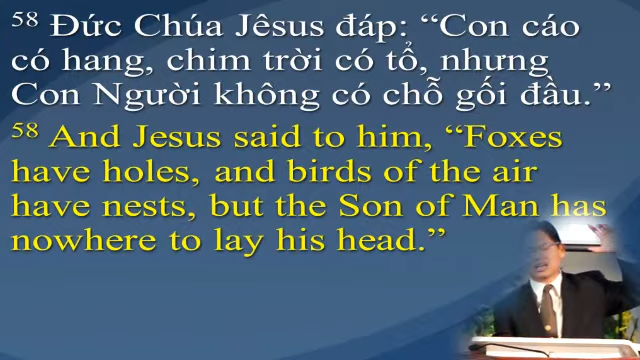 58 Đức Chúa Jêsus đáp: “Con cáo
có hang, chim trời có tổ, nhưng
Con Người không có chỗ gối đầu.”
58 And Jesus said to him, “Foxes
have holes, and birds of the air
have nests, but the Son of Man has
nowhere to lay his head.”